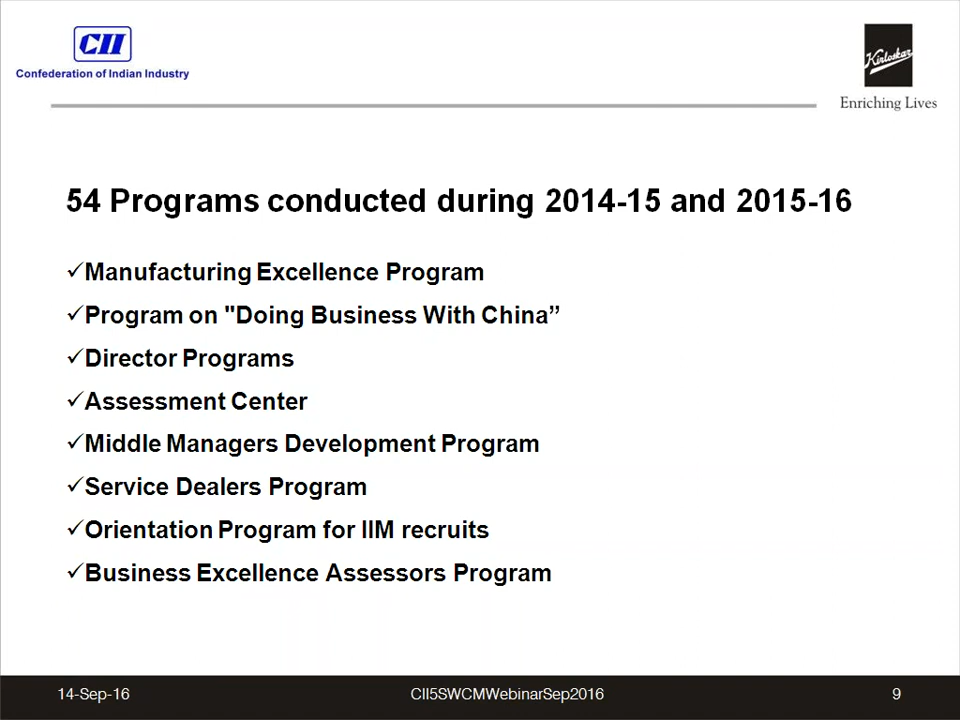 CII
Confederation of Indian Industry
Kirloskar
Enriching Lives
54 Programs conducted during 2014-15 and 2015-16
✓Manufacturing Excellence Program
✓Program on "Doing Business With China”
✓Director Programs
✓Assessment Center
✓Middle Managers Development Program
✓Service Dealers Program
✓Orientation Program for IIM recruits
✓Business Excellence Assessors Program
14-Sep-16 CII5SWCMWebinarSep2016 9